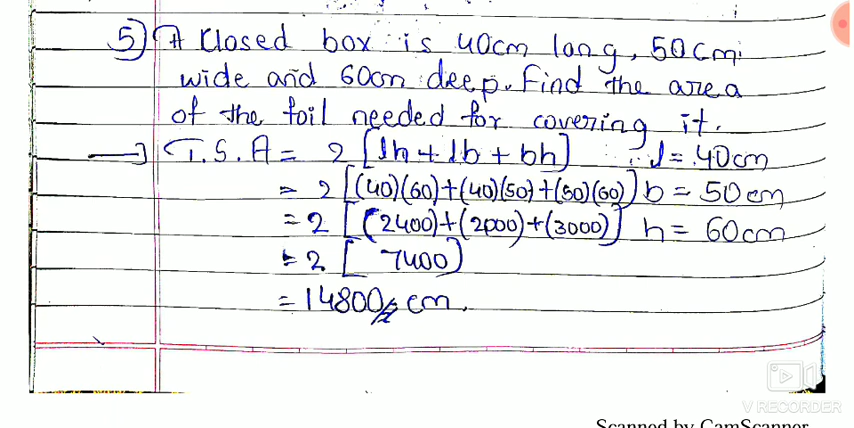 5) A Closed box is 40cm long, 50cm
wide and 60cm deep. Find the area
of the foil needed for covering it.
→ T.S.A = 2 [lh + lb + bh] ∴ l = 40cm
= 2 [(40)(60)+(40)(50)+(50)(60)] b = 50cm
= 2 [(2400)+(2000)+(3000)] h = 60cm
= 2 [ 7400]
= 14800 cm.
V RECORDER
Scanned by CamScanner